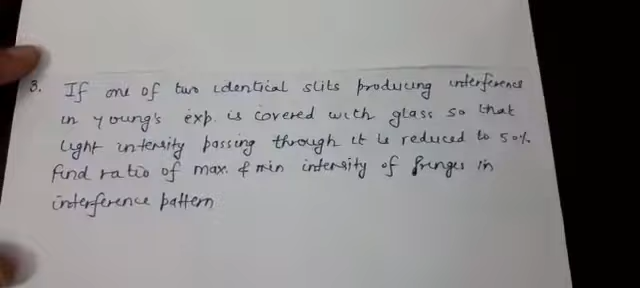 3. If one of two identical slits producing interference
in Young's exp. is covered with glass so that
light intensity passing through it is reduced to 50%.
find ratio of max. & min intensity of fringes in
interference pattern